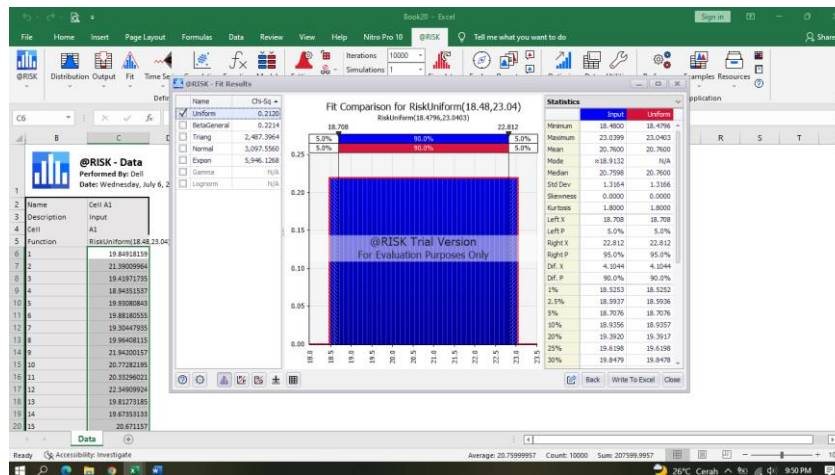 Book20 - Excel
Sign in
File Home Insert Page Layout Formulas Data Review View Help Nitro Pro 10 @RISK Tell me what you want to do
Share
Iterations 10000
Simulations 1
@RISK Distribution Output Fit
Resources
@RISK - Fit Results
C6
B C R S T
@RISK - Data
Performed By: Dell
Date: Wednesday, July 6, 2
Name Cell A1
Description Input
Cell A1
Function RiskUniform(18.48,23.04)
1 19.84918159
2 21.39009964
3 19.41971735
4 18.94351537
5 19.93080843
6 19.88180555
7 19.30447935
8 19.96408115
9 21.94200157
10 20.77282195
11 20.33296021
12 22.34909924
13 19.81273185
14 19.67353133
15 20.671157
Name Chi-Sq
Uniform 0.2120
BetaGeneral 0.2214
Triang 2,487.3964
Normal 3,097.5560
Expon 5,946.1268
Gamma N/A
Lognorm N/A
Fit Comparison for RiskUniform(18.48,23.04)
RiskUniform(18.4796,23.0403)
18.708 22.812
5.0% 90.0% 5.0%
5.0% 90.0% 5.0%
0.25
0.20
0.15
0.10
0.05
0.00
@RISK Trial Version
For Evaluation Purposes Only
18.0 18.5 19.0 19.5 20.0 20.5 21.0 21.5 22.0 22.5 23.0 23.5
Statistics
Input Uniform
Minimum 18.4800 18.4796
Maximum 23.0399 23.0403
Mean 20.7600 20.7600
Mode ≈18.9132 N/A
Median 20.7598 20.7600
Std Dev 1.3164 1.3166
Skewness 0.0000 0.0000
Kurtosis 1.8000 1.8000
Left X 18.708 18.708
Left P 5.0% 5.0%
Right X 22.812 22.812
Right P 95.0% 95.0%
Dif. X 4.1044 4.1044
Dif. P 90.0% 90.0%
1% 18.5253 18.5252
2.5% 18.5937 18.5936
5% 18.7076 18.7076
10% 18.9356 18.9357
20% 19.3920 19.3917
25% 19.6198 19.6198
30% 19.8479 19.8478
Back Write To Excel Close
Data
Ready Accessibility: Investigate Average: 20.75999957 Count: 10000 Sum: 207599.9957
26°C Cerah 9:50 PM